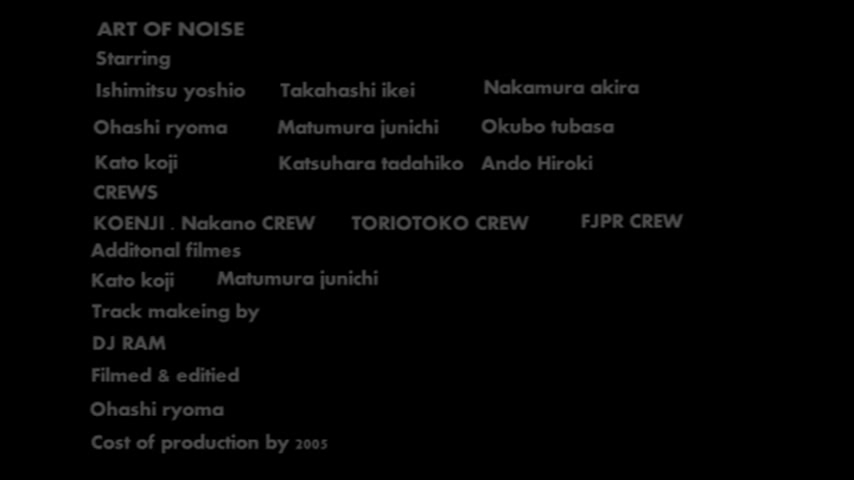 ART OF NOISE
Starring
Ishimitsu yoshio Takahashi ikei Nakamura akira
Ohashi ryoma Matumura junichi Okubo tubasa
Kato koji Katsuhara tadahiko Ando Hiroki
CREWS
KOENJI . Nakano CREW TORIOTOKO CREW FJPR CREW
Additonal filmes
Kato koji Matumura junichi
Track makeing by
DJ RAM
Filmed & editied
Ohashi ryoma
Cost of production by 2005